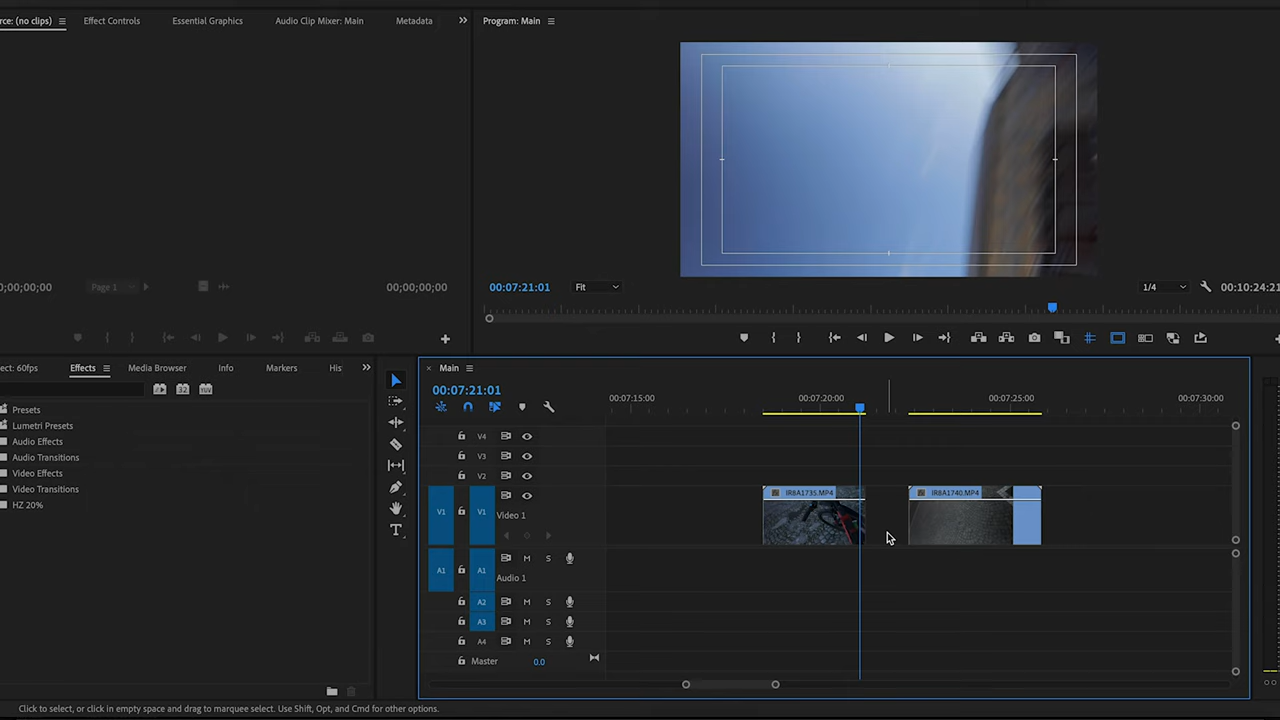 rce: (no clips)
Effect Controls
Essential Graphics
Audio Clip Mixer: Main
Metadata
Program: Main
0;00;00;00
Page 1
00;00;00;00
00:07:21:01
Fit
1/4
00:10:24:21
ect: 60fps
Effects
Media Browser
Info
Markers
His
32
YUV
Presets
Lumetri Presets
Audio Effects
Audio Transitions
Video Effects
Video Transitions
HZ 20%
Main
00:07:21:01
00:07:15:00
00:07:20:00
00:07:25:00
00:07:30:00
V4
V3
V2
V1
V1
Video 1
IR8A1735.MP4
IR8A1740.MP4
A1
A1
M
S
Audio 1
A2
M
S
A3
M
S
A4
M
S
Master
0.0
Click to select, or click in empty space and drag to marquee select. Use Shift, Opt, and Cmd for other options.